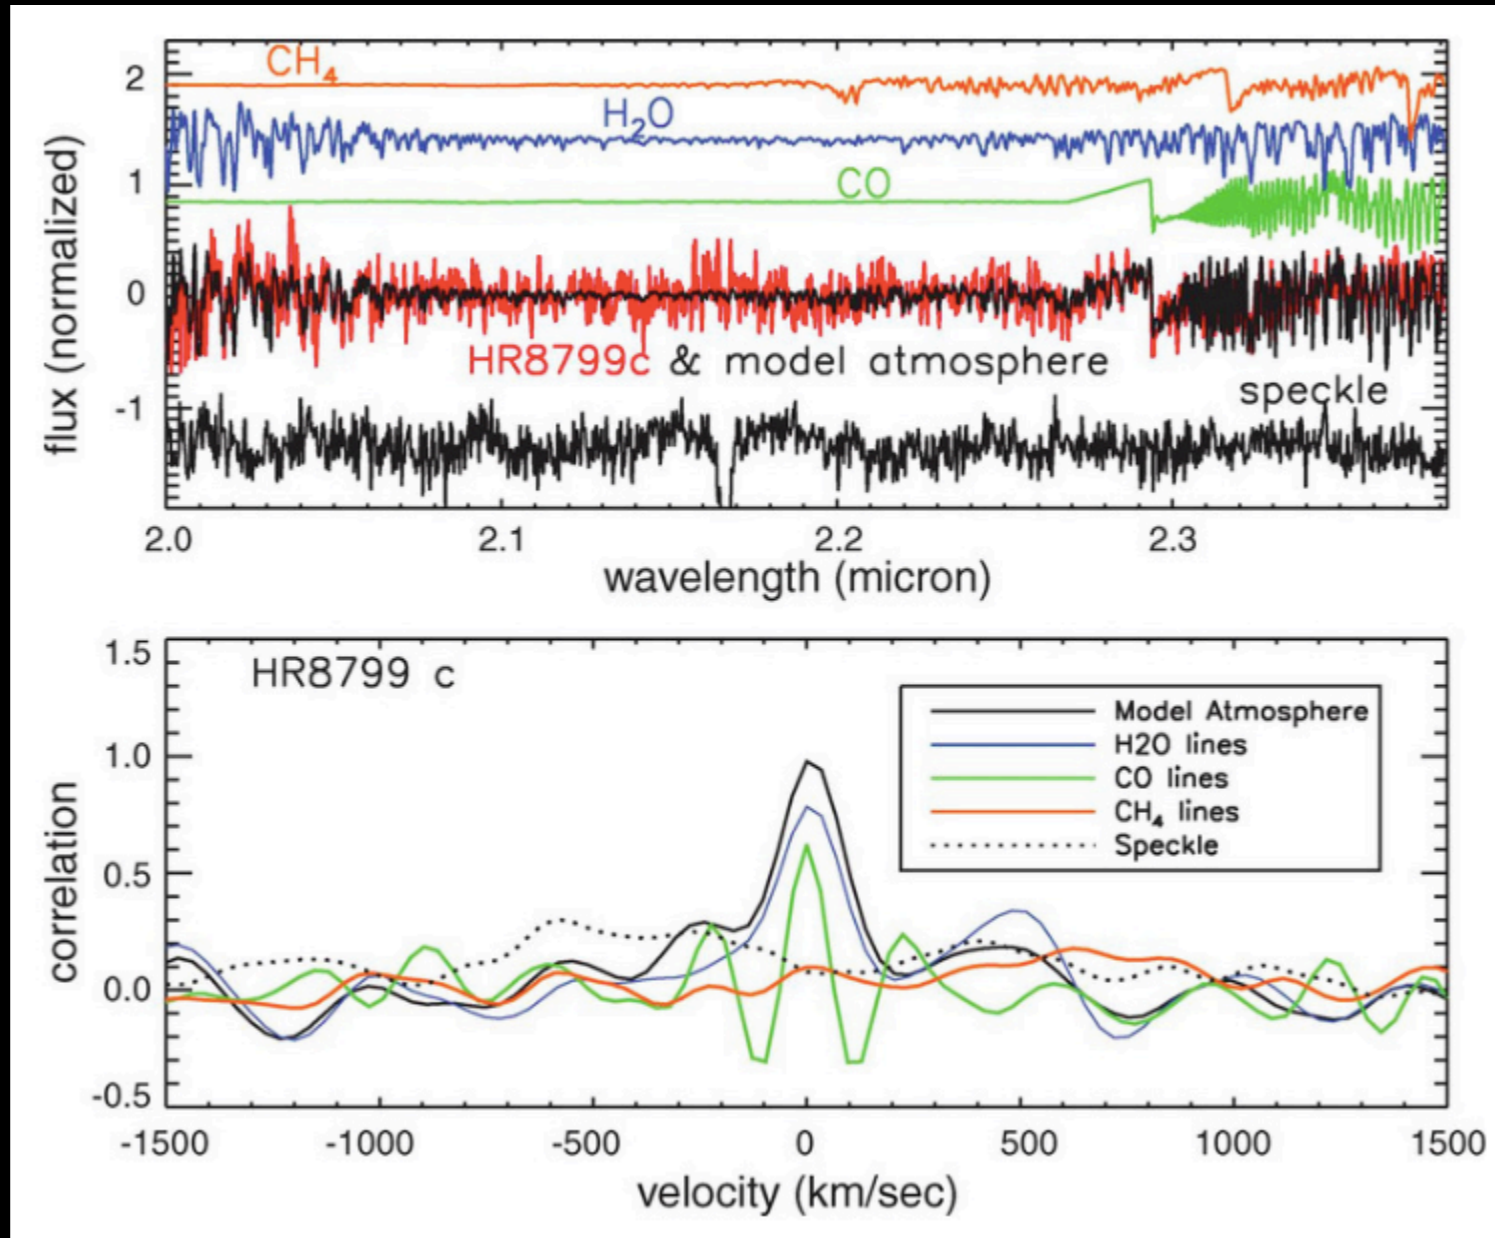 CH₄
H₂O
CO
HR8799c & model atmosphere
speckle
flux (normalized)
2
1
0
-1
2.0 2.1 2.2 2.3
wavelength (micron)
HR8799 c
Model Atmosphere
H2O lines
CO lines
CH₄ lines
Speckle
correlation
1.5
1.0
0.5
0.0
-0.5
-1500 -1000 -500 0 500 1000 1500
velocity (km/sec)